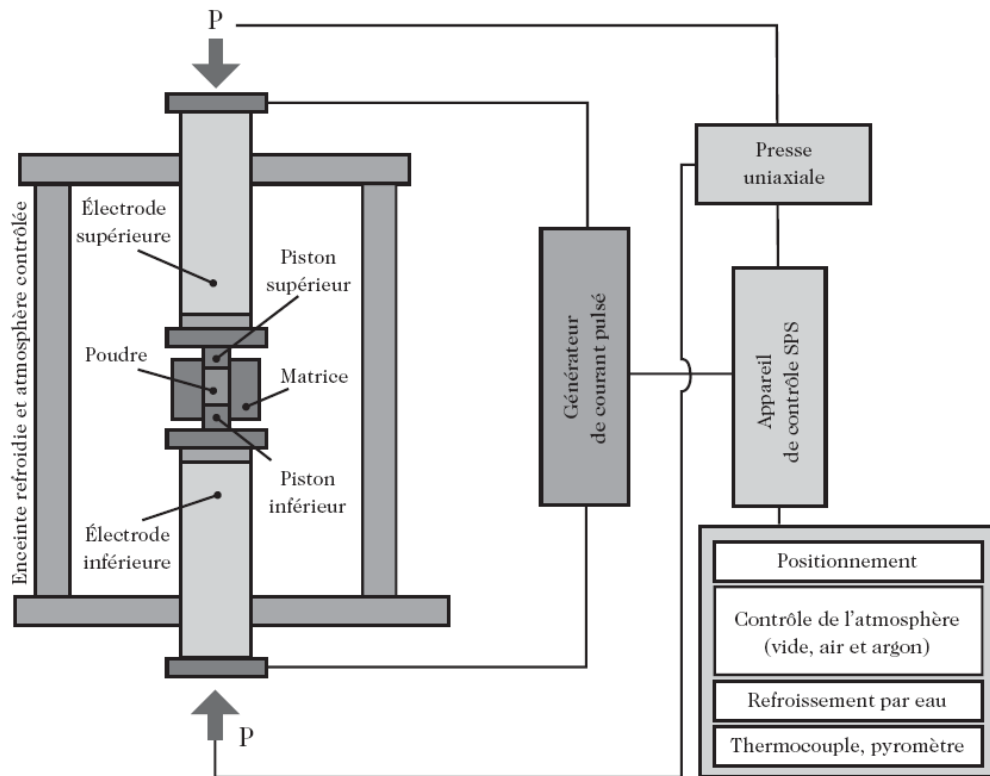 P
Presse
uniaxiale
Enceinte refroidie et atmosphère contrôlée
Électrode
supérieure
Piston
supérieur
Poudre
Matrice
Piston
inférieur
Électrode
inférieure
Générateur
de courant pulsé
Appareil
de contrôle SPS
Positionnement
Contrôle de l'atmosphère
(vide, air et argon)
Refroissement par eau
Thermocouple, pyromètre
P